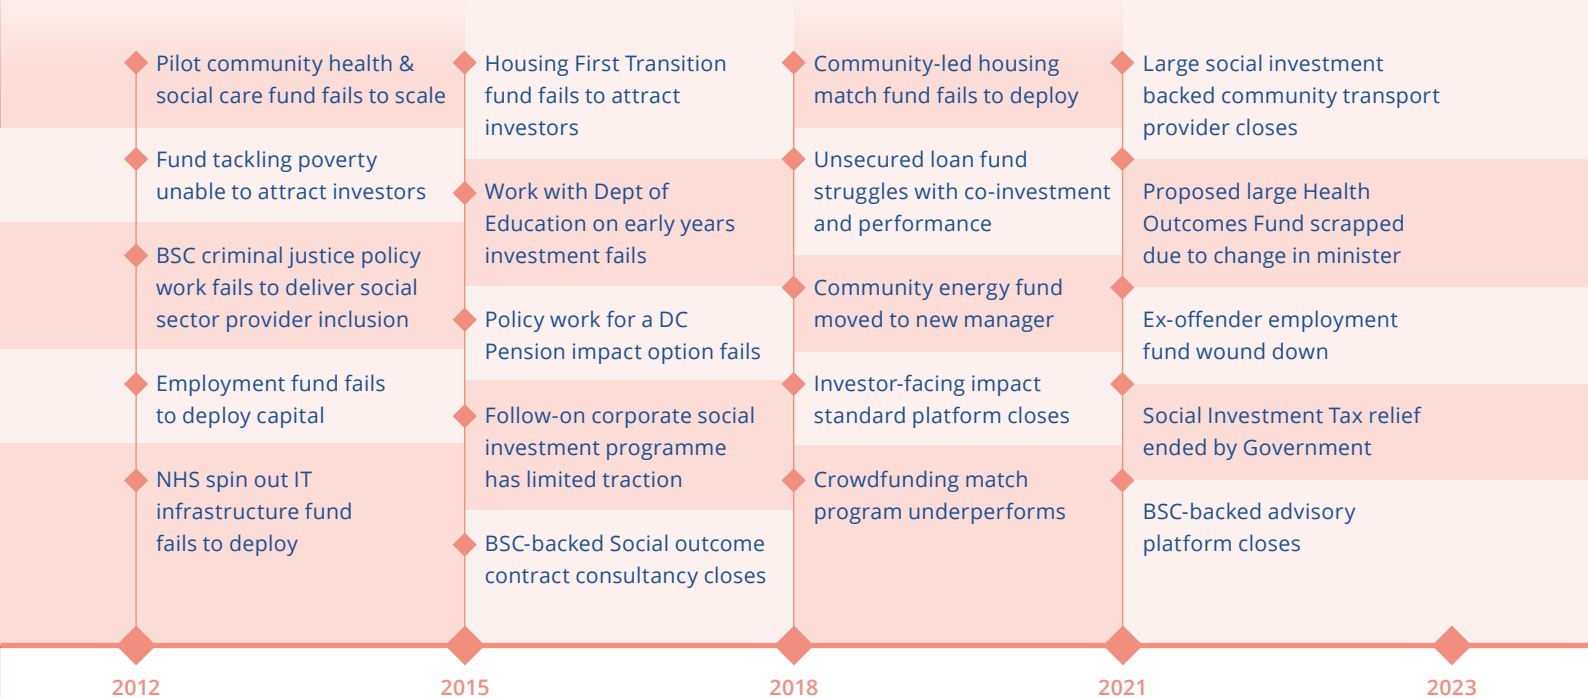 Pilot community health &
social care fund fails to scale
Fund tackling poverty
unable to attract investors
BSC criminal justice policy
work fails to deliver social
sector provider inclusion
Employment fund fails
to deploy capital
NHS spin out IT
infrastructure fund
fails to deploy
Housing First Transition
fund fails to attract
investors
Work with Dept of
Education on early years
investment fails
Policy work for a DC
Pension impact option fails
Follow-on corporate social
investment programme
has limited traction
BSC-backed Social outcome
contract consultancy closes
Community-led housing
match fund fails to deploy
Unsecured loan fund
struggles with co-investment
and performance
Community energy fund
moved to new manager
Investor-facing impact
standard platform closes
Crowdfunding match
program underperforms
Large social investment
backed community transport
provider closes
Proposed large Health
Outcomes Fund scrapped
due to change in minister
Ex-offender employment
fund wound down
Social Investment Tax relief
ended by Government
BSC-backed advisory
platform closes
2012
2015
2018
2021
2023